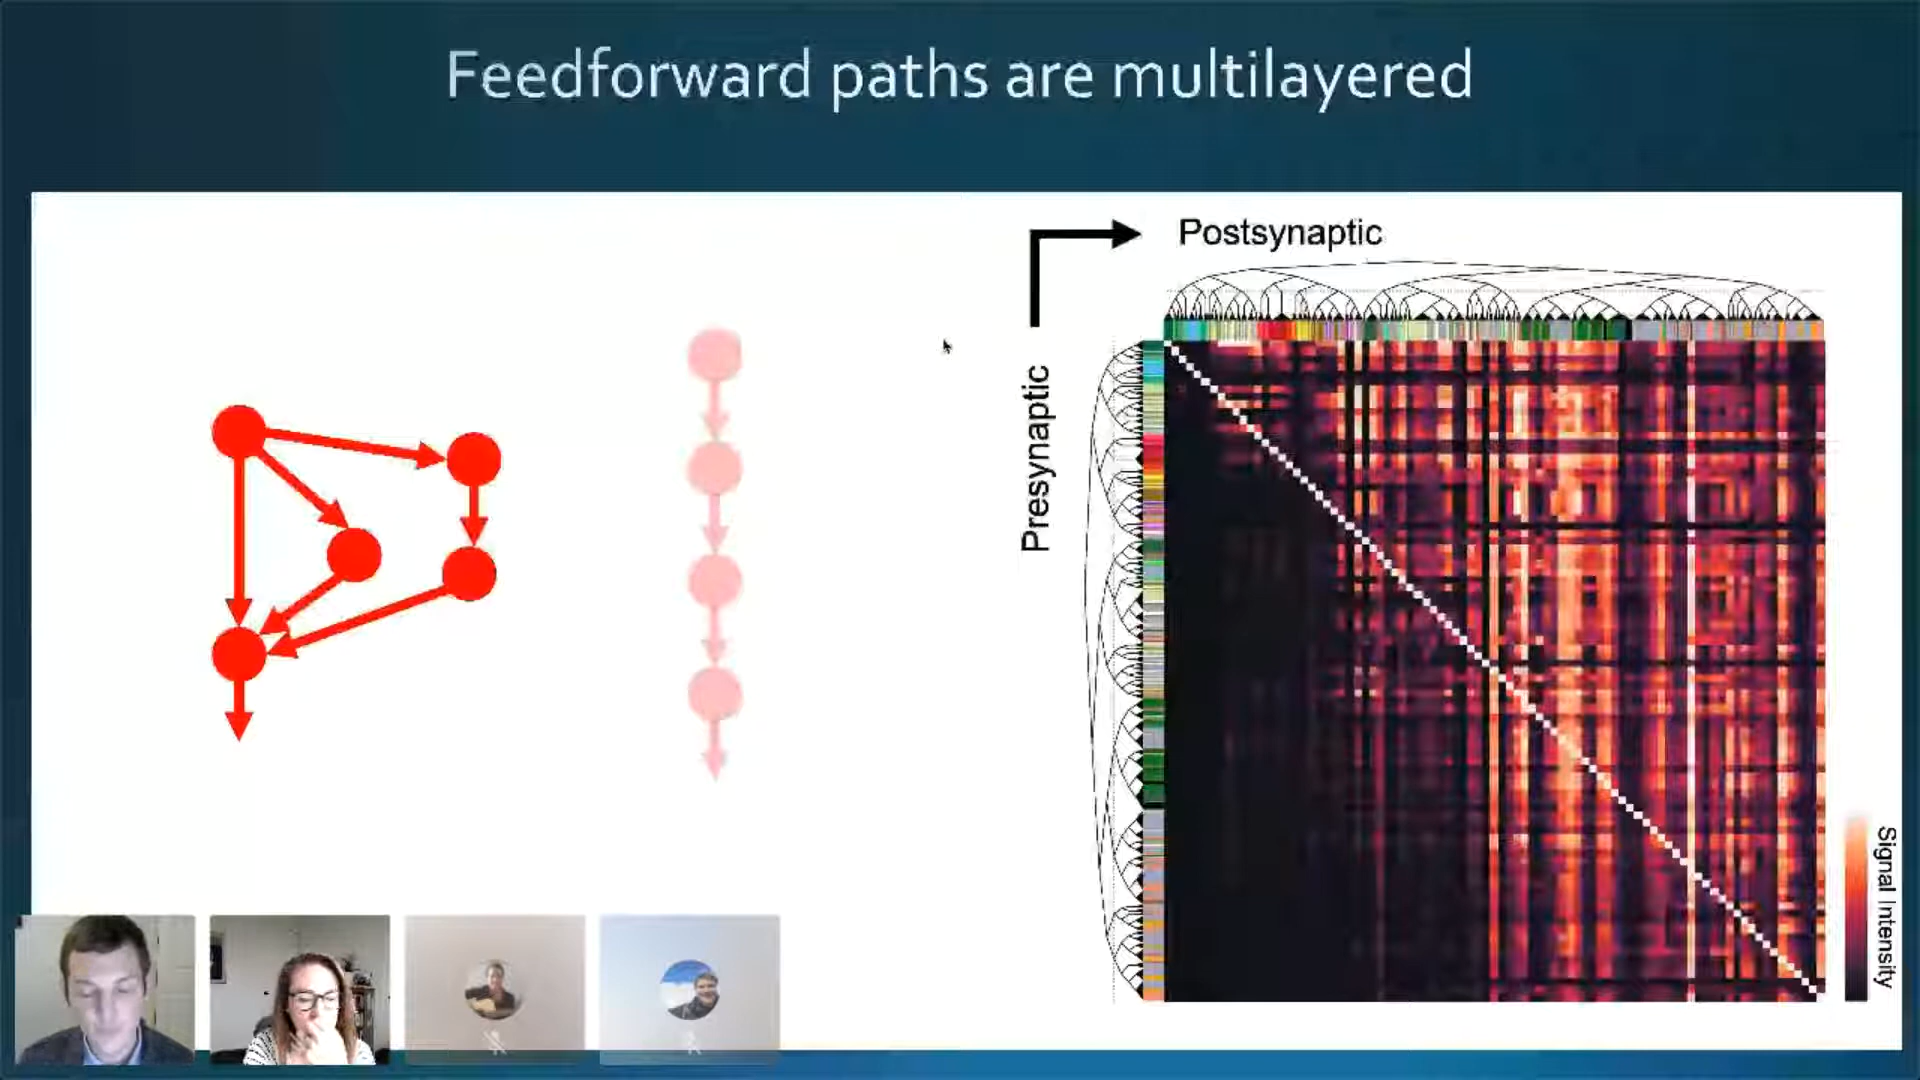 Feedforward paths are multilayered
Postsynaptic
Presynaptic
Signal Intensity